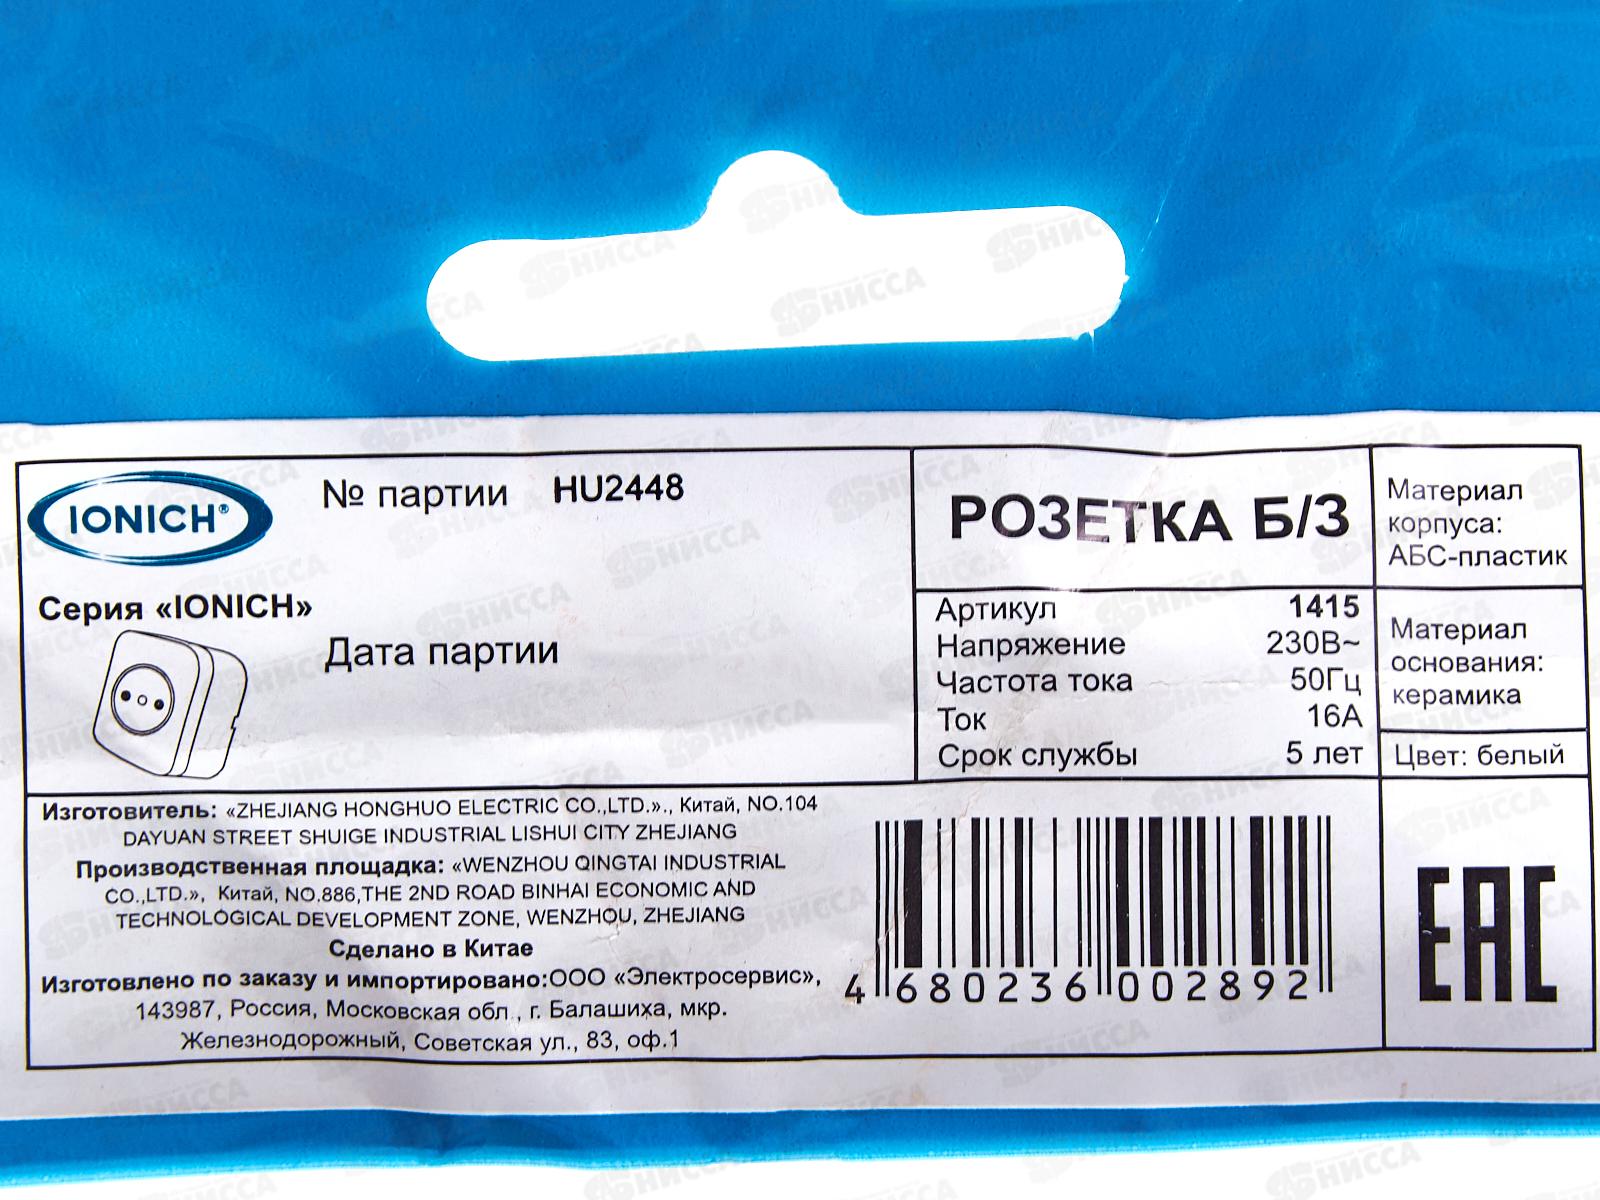 IONICH®
№ партии HU2448
Серия «IONICH»
Дата партии
РОЗЕТКА Б/З
Артикул 1415
Напряжение 230В~
Частота тока 50Гц
Ток 16А
Срок службы 5 лет
Материал
корпуса:
АБС-пластик
Материал
основания:
керамика
Цвет: белый
Изготовитель: «ZHEJIANG HONGHUO ELECTRIC CO.,LTD.»., Китай, NO.104
DAYUAN STREET SHUIGE INDUSTRIAL LISHUI CITY ZHEJIANG
Производственная площадка: «WENZHOU QINGTAI INDUSTRIAL
CO.,LTD.», Китай, NO.886,THE 2ND ROAD BINHAI ECONOMIC AND
TECHNOLOGICAL DEVELOPMENT ZONE, WENZHOU, ZHEJIANG
Сделано в Китае
Изготовлено по заказу и импортировано:ООО «Электросервис»,
143987, Россия, Московская обл., г. Балашиха, мкр.
Железнодорожный, Советская ул., 83, оф.1
4 680236 002892
EAC
НИССА